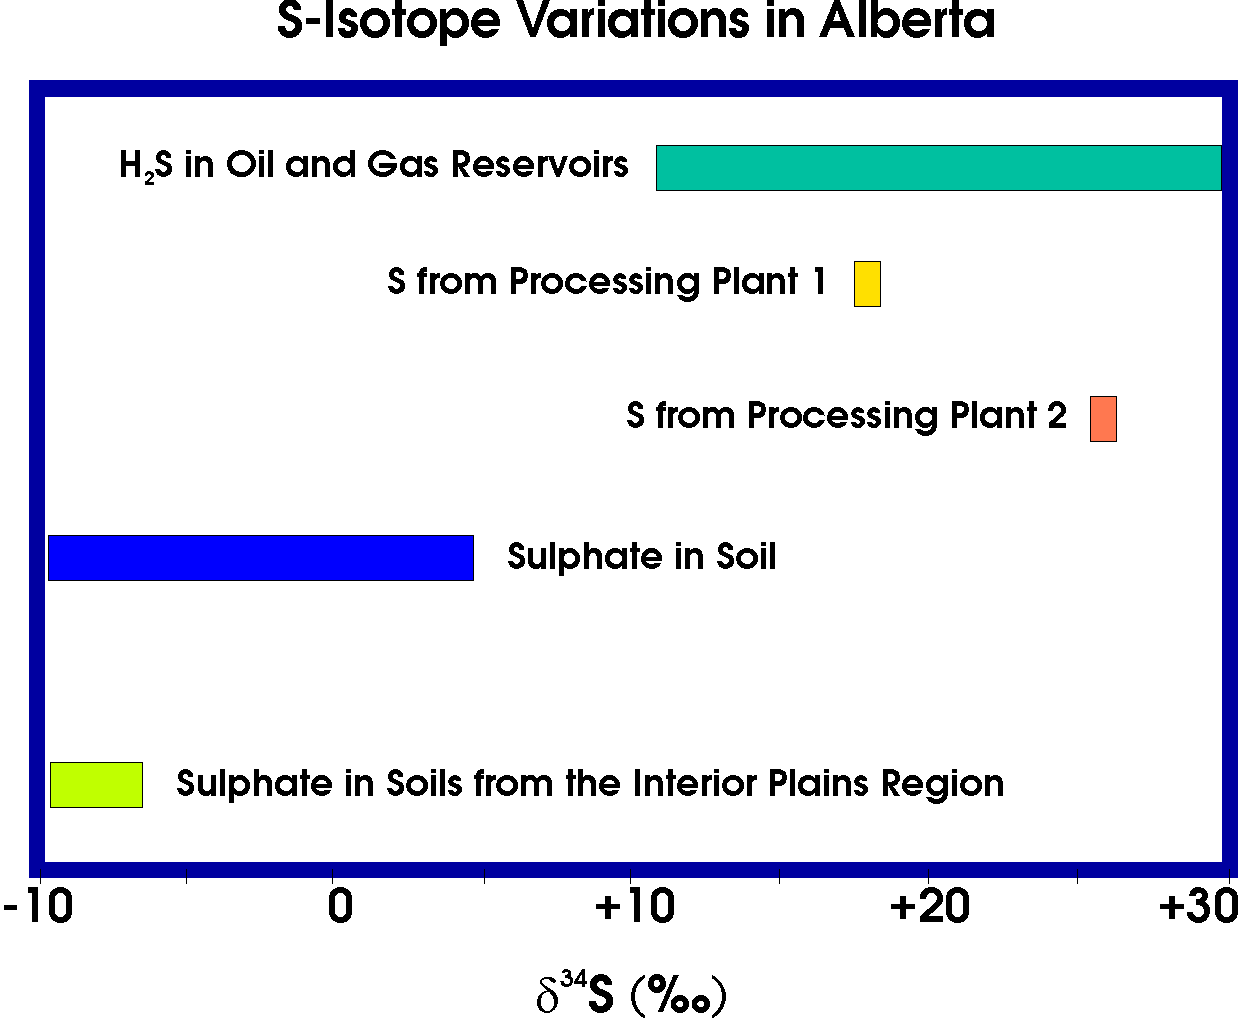 S-Isotope Variations in Alberta
H₂S in Oil and Gas Reservoirs
S from Processing Plant 1
S from Processing Plant 2
Sulphate in Soil
Sulphate in Soils from the Interior Plains Region
-10 0 +10 +20 +30
δ³⁴S (‰)